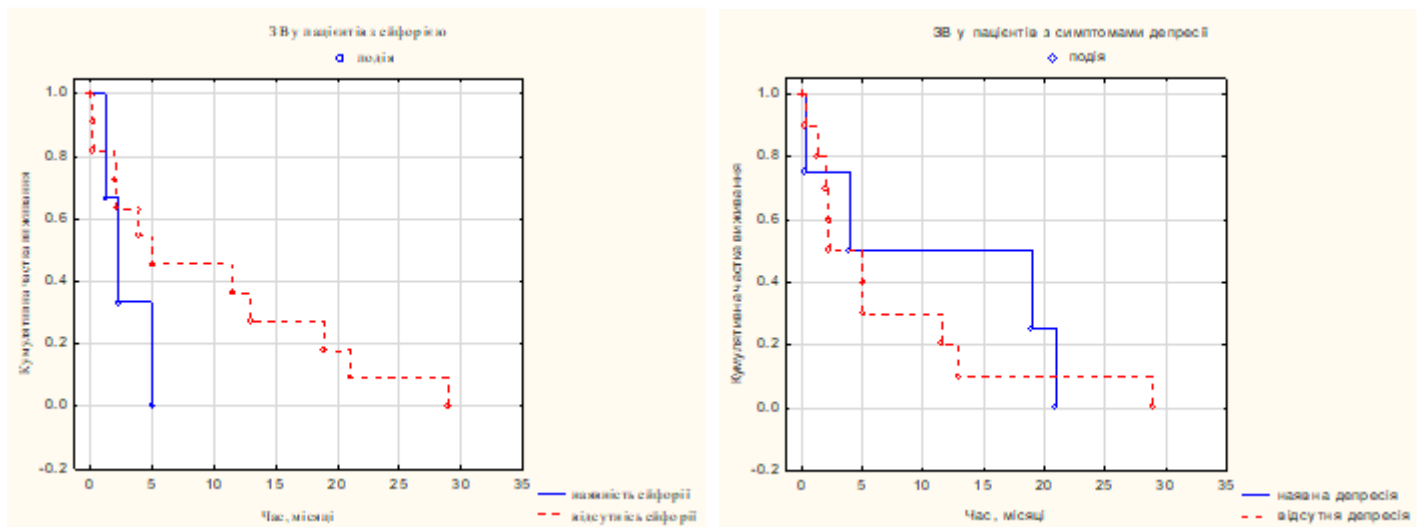 ЗВ у пацієнтів з ейфорією
подія
1.0
0.8
0.6
0.4
0.2
0.0
-0.2
Кумулятивна частка виживання
0 5 10 15 20 25 30 35
Час, місяці
наявність ейфорії
відсутнісь ейфорії
ЗВ у пацієнтів з симптомами депресії
подія
1.0
0.8
0.6
0.4
0.2
0.0
-0.2
Кумулятивна частка виживання
0 5 10 15 20 25 30 35
Час, місяці
наявна депресія
відсутня депресія